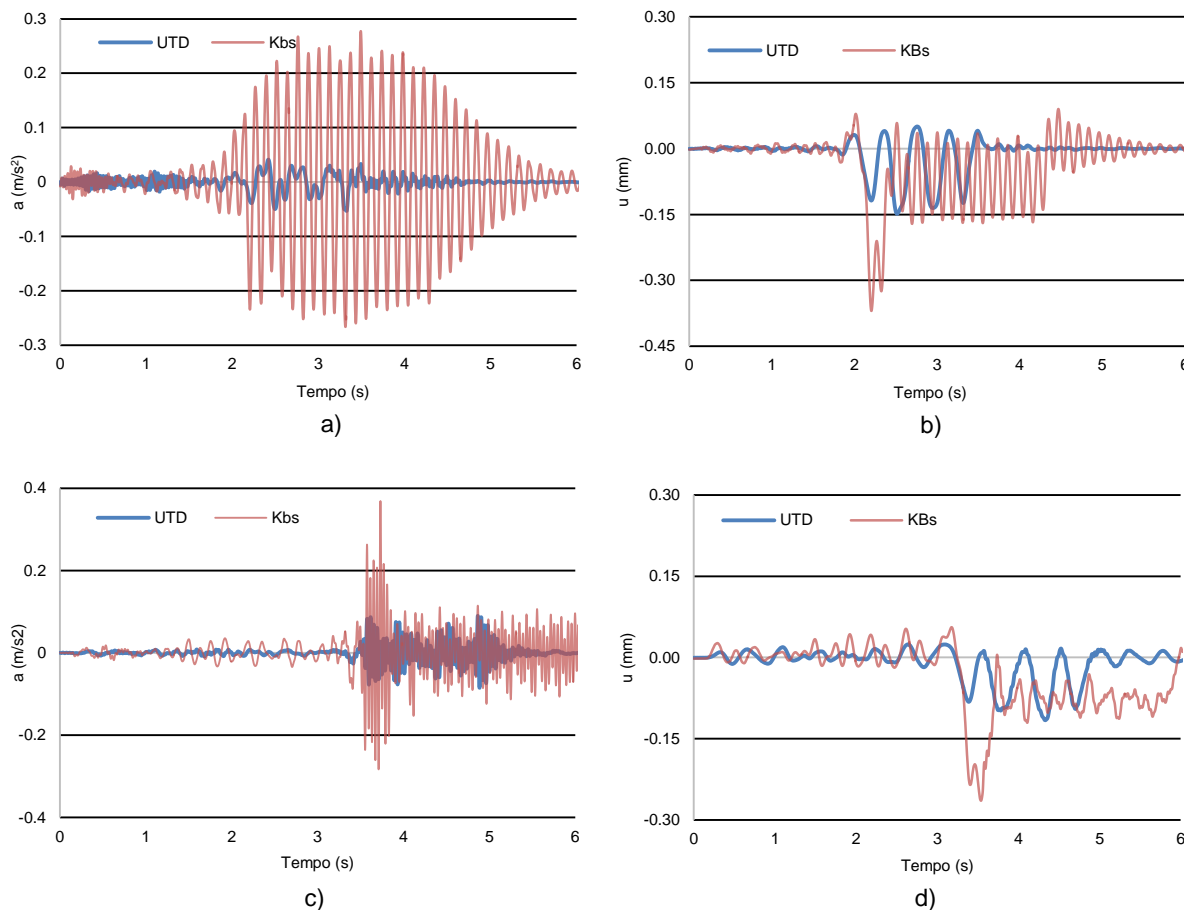 0.3
0.2
0.1
0
-0.1
-0.2
-0.3
a (m/s²)
UTD
Kbs
0 1 2 3 4 5 6
Tempo (s)
a)
0.30
0.15
0.00
-0.15
-0.30
-0.45
u (mm)
UTD
KBs
0 1 2 3 4 5 6
Tempo (s)
b)
0.4
0.2
0
-0.2
-0.4
a (m/s2)
UTD
Kbs
0 1 2 3 4 5 6
Tempo (s)
c)
0.30
0.15
0.00
-0.15
-0.30
u (mm)
UTD
KBs
0 1 2 3 4 5 6
Tempo (s)
d)